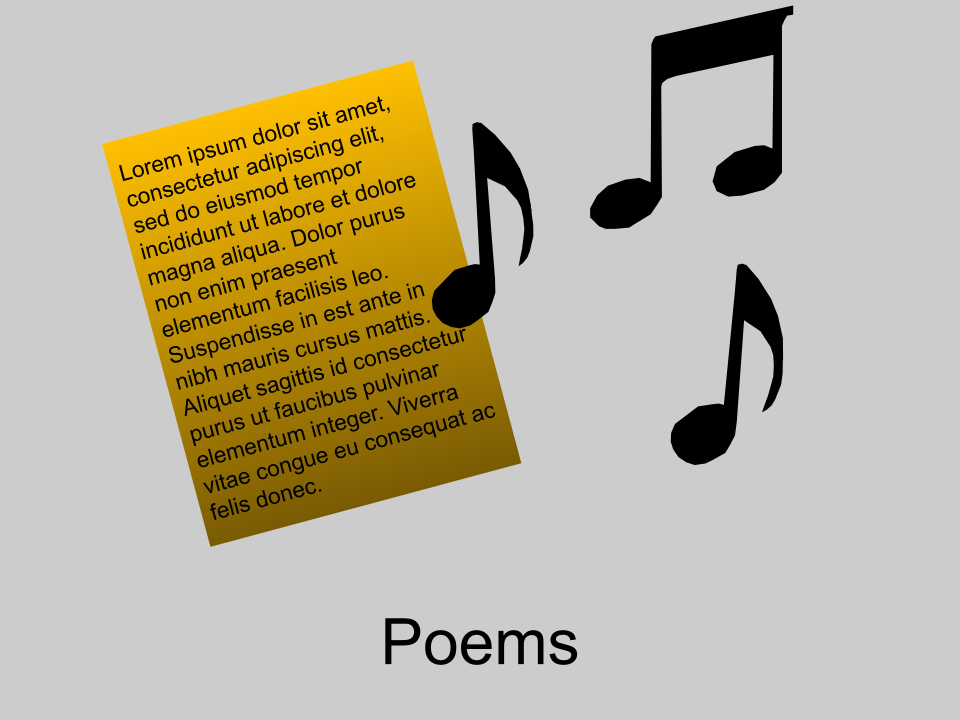 Lorem ipsum dolor sit amet,
consectetur adipiscing elit,
sed do eiusmod tempor
incididunt ut labore et dolore
magna aliqua. Dolor purus
non enim praesent
elementum facilisis leo.
Suspendisse in est ante in
nibh mauris cursus mattis.
Aliquet sagittis id consectetur
purus ut faucibus pulvinar
elementum integer. Viverra
vitae congue eu consequat ac
felis donec.
Poems